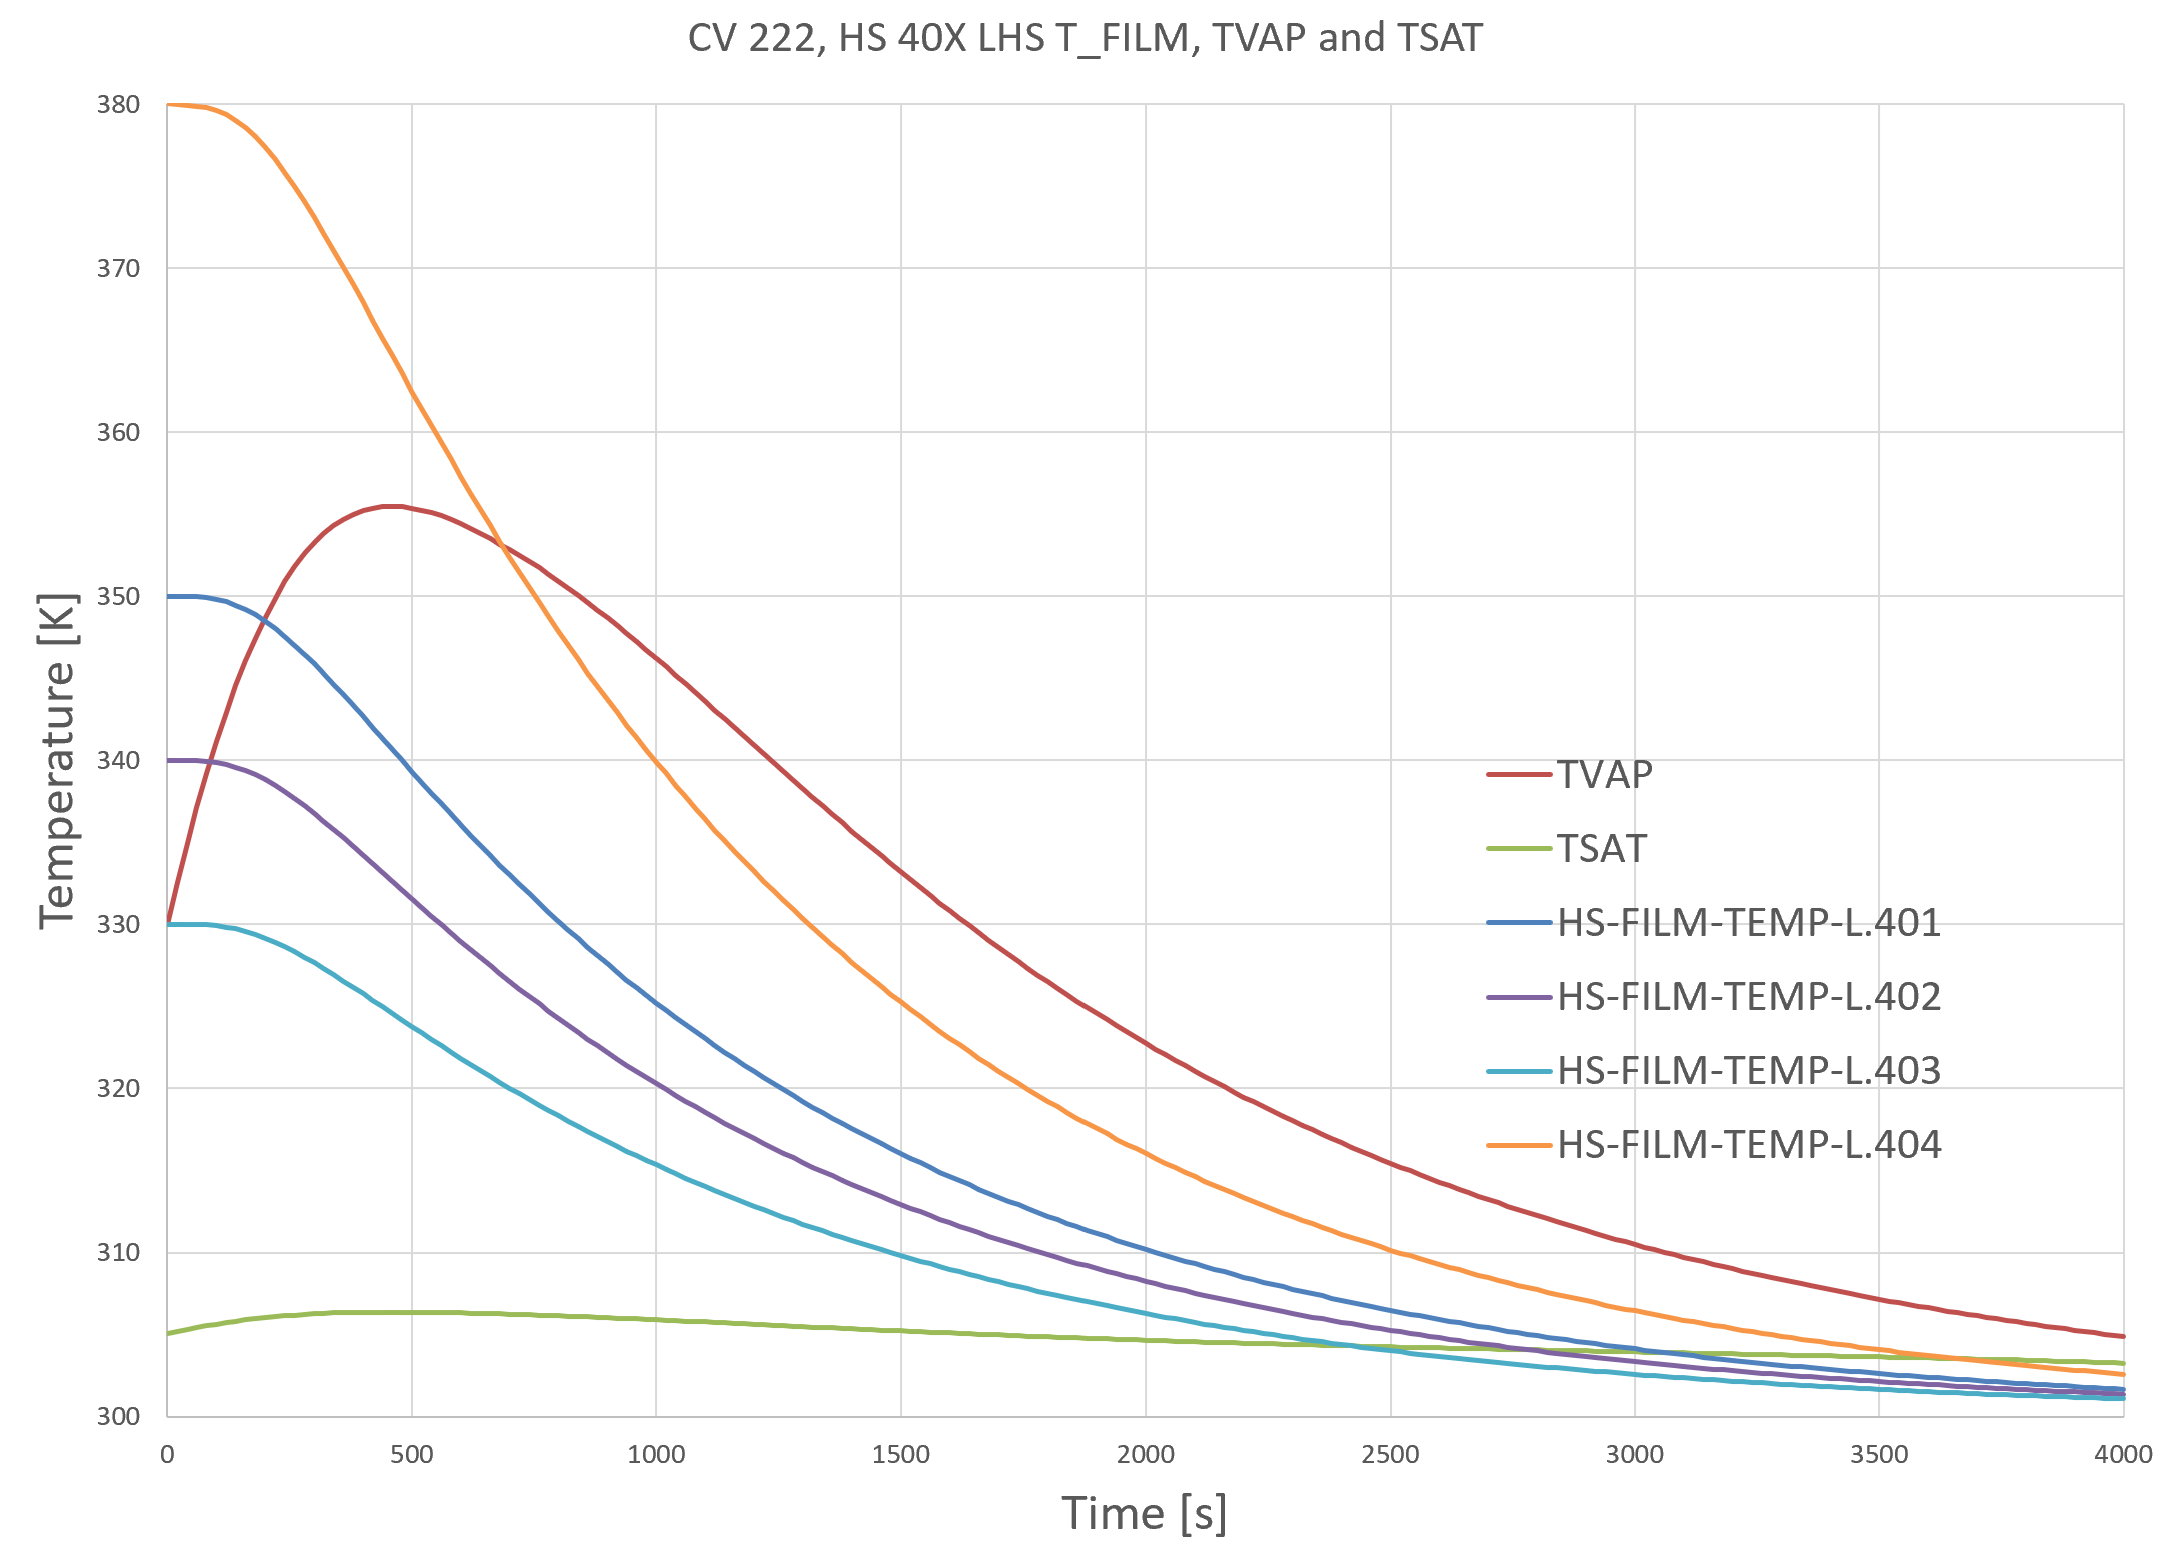 CV 222, HS 40X LHS T_FILM, TVAP and TSAT
380
370
360
350
340
330
320
310
300
Temperature [K]
TVAP
TSAT
HS-FILM-TEMP-L.401
HS-FILM-TEMP-L.402
HS-FILM-TEMP-L.403
HS-FILM-TEMP-L.404
0 500 1000 1500 2000 2500 3000 3500 4000
Time [s]